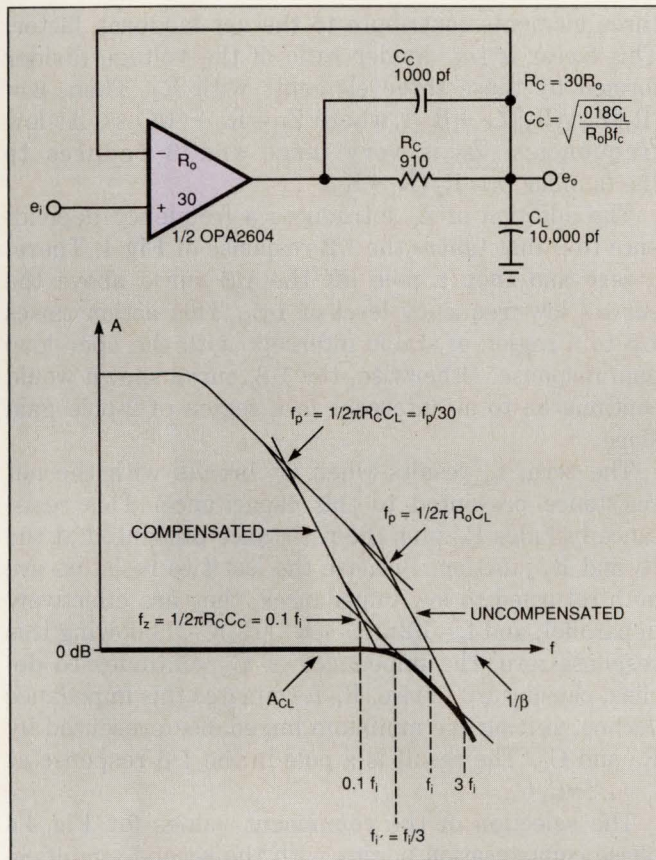 C_C
1000 pf
R_C = 30R_o
C_C = √(.018C_L / R_oβf_c)
R_C
910
R_o
30
e_i
+
e_o
1/2 OPA2604
C_L
10,000 pf
A
f_p' = 1/2πR_CC_L = f_p/30
f_p = 1/2π R_oC_L
COMPENSATED
UNCOMPENSATED
f_z = 1/2πR_CC_C = 0.1 f_i
0 dB
f
A_CL
1/β
0.1 f_i
f_i
3 f_i
f_i' = f_i/3